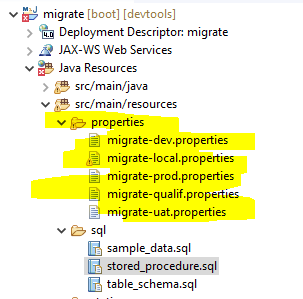 migrate [boot] [devtools]
Deployment Descriptor: migrate
JAX-WS Web Services
Java Resources
src/main/java
src/main/resources
properties
migrate-dev.properties
migrate-local.properties
migrate-prod.properties
migrate-qualif.properties
migrate-uat.properties
sql
sample_data.sql
stored_procedure.sql
table_schema.sql